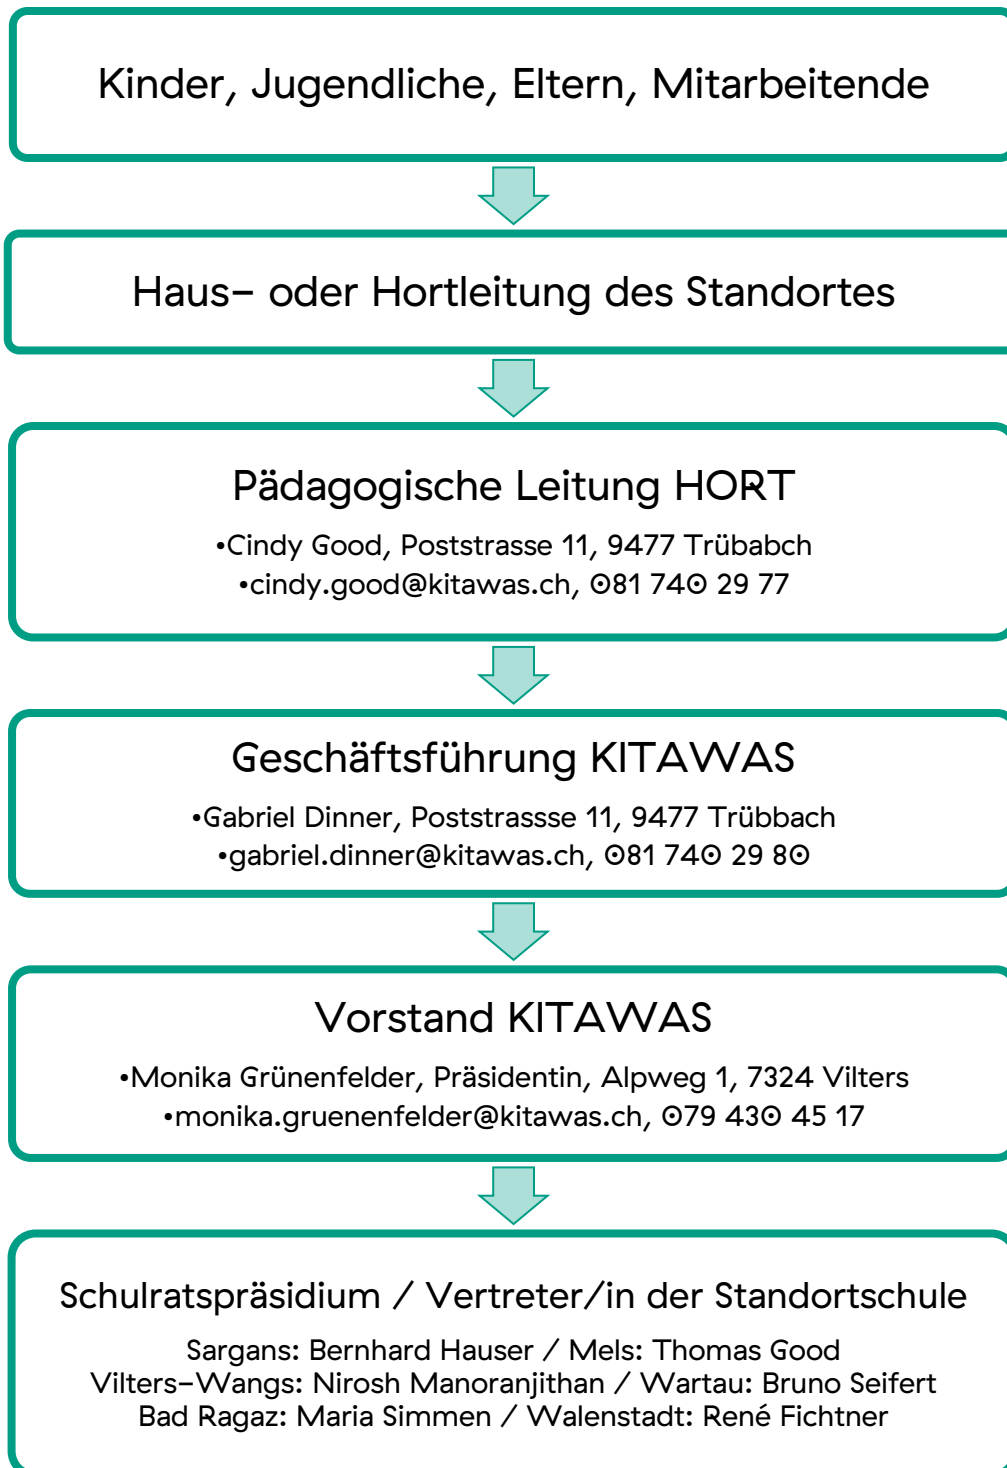 Kinder, Jugendliche, Eltern, Mitarbeitende
Haus- oder Hortleitung des Standortes
Pädagogische Leitung HORT
•Cindy Good, Poststrasse 11, 9477 Trübabch
•cindy.good@kitawas.ch, 081 740 29 77
Geschäftsführung KITAWAS
•Gabriel Dinner, Poststrassse 11, 9477 Trübbach
•gabriel.dinner@kitawas.ch, 081 740 29 80
Vorstand KITAWAS
•Monika Grünenfelder, Präsidentin, Alpweg 1, 7324 Vilters
•monika.gruenenfelder@kitawas.ch, 079 430 45 17
Schulratspräsidium / Vertreter/in der Standortschule
Sargans: Bernhard Hauser / Mels: Thomas Good
Vilters-Wangs: Nirosh Manoranjithan / Wartau: Bruno Seifert
Bad Ragaz: Maria Simmen / Walenstadt: René Fichtner